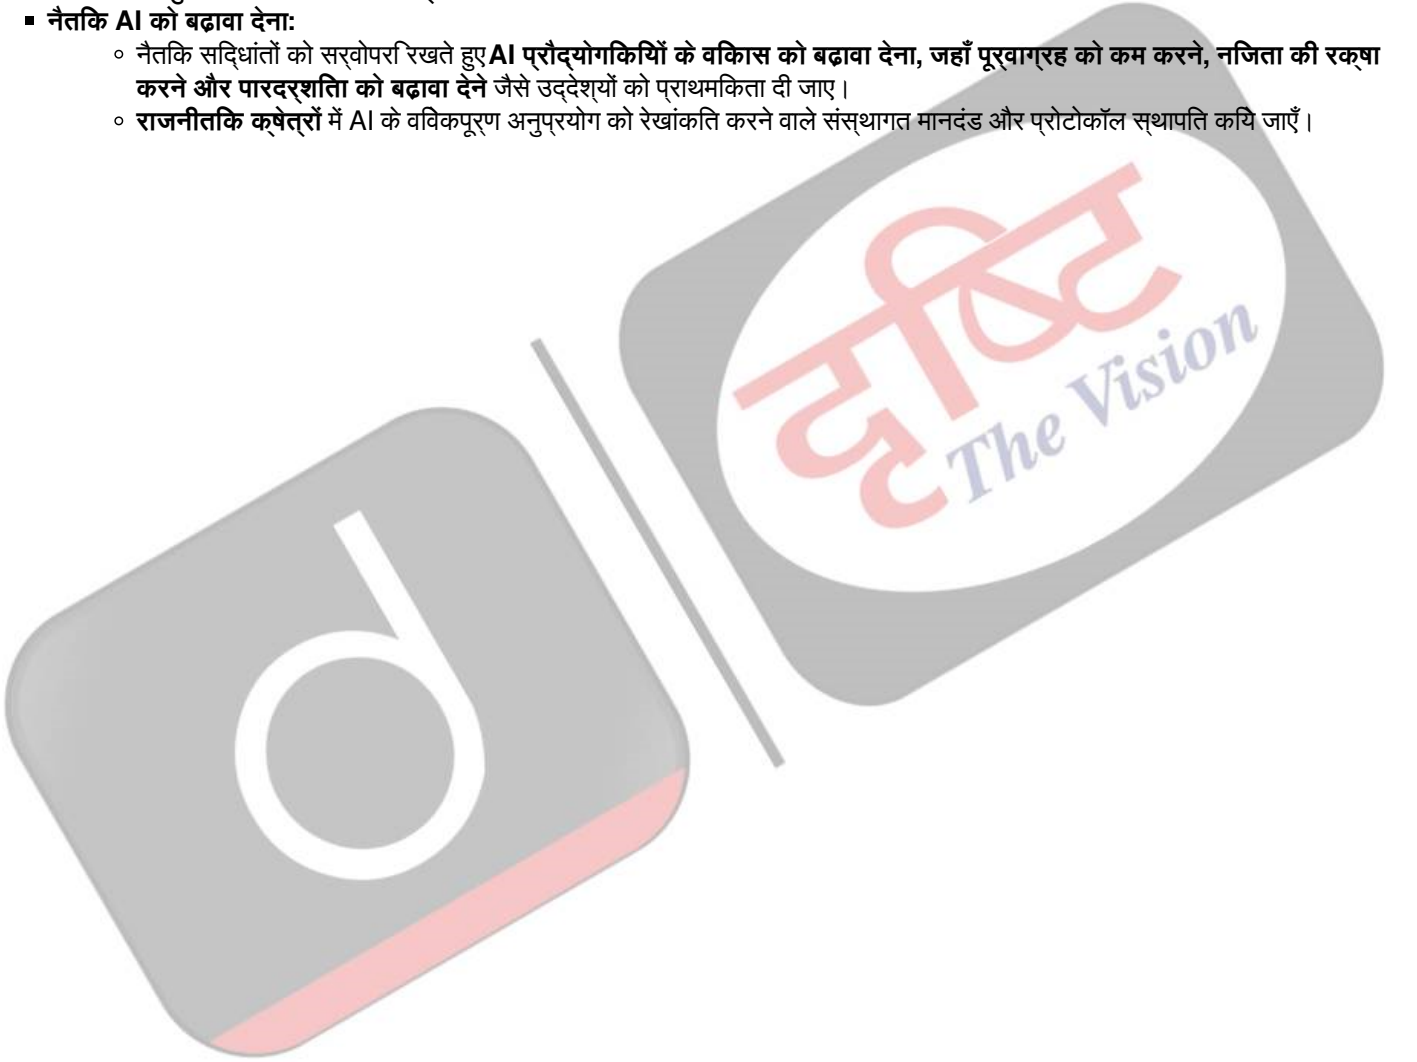 ▪ नैतिक AI को बढ़ावा देना:
○ नैतिक सिद्धांतों को सर्वोपरि रखते हुए AI प्रौद्योगिकियों के विकास को बढ़ावा देना, जहाँ पूर्वाग्रह को कम करने, निजता की रक्षा
करने और पारदर्शिता को बढ़ावा देने जैसे उद्देश्यों को प्राथमिकता दी जाए।
○ राजनीतिक क्षेत्रों में AI के विवेकपूर्ण अनुप्रयोग को रेखांकित करने वाले संस्थागत मानदंड और प्रोटोकॉल स्थापित किये जाएँ।
दृष्टि
The Vision
d